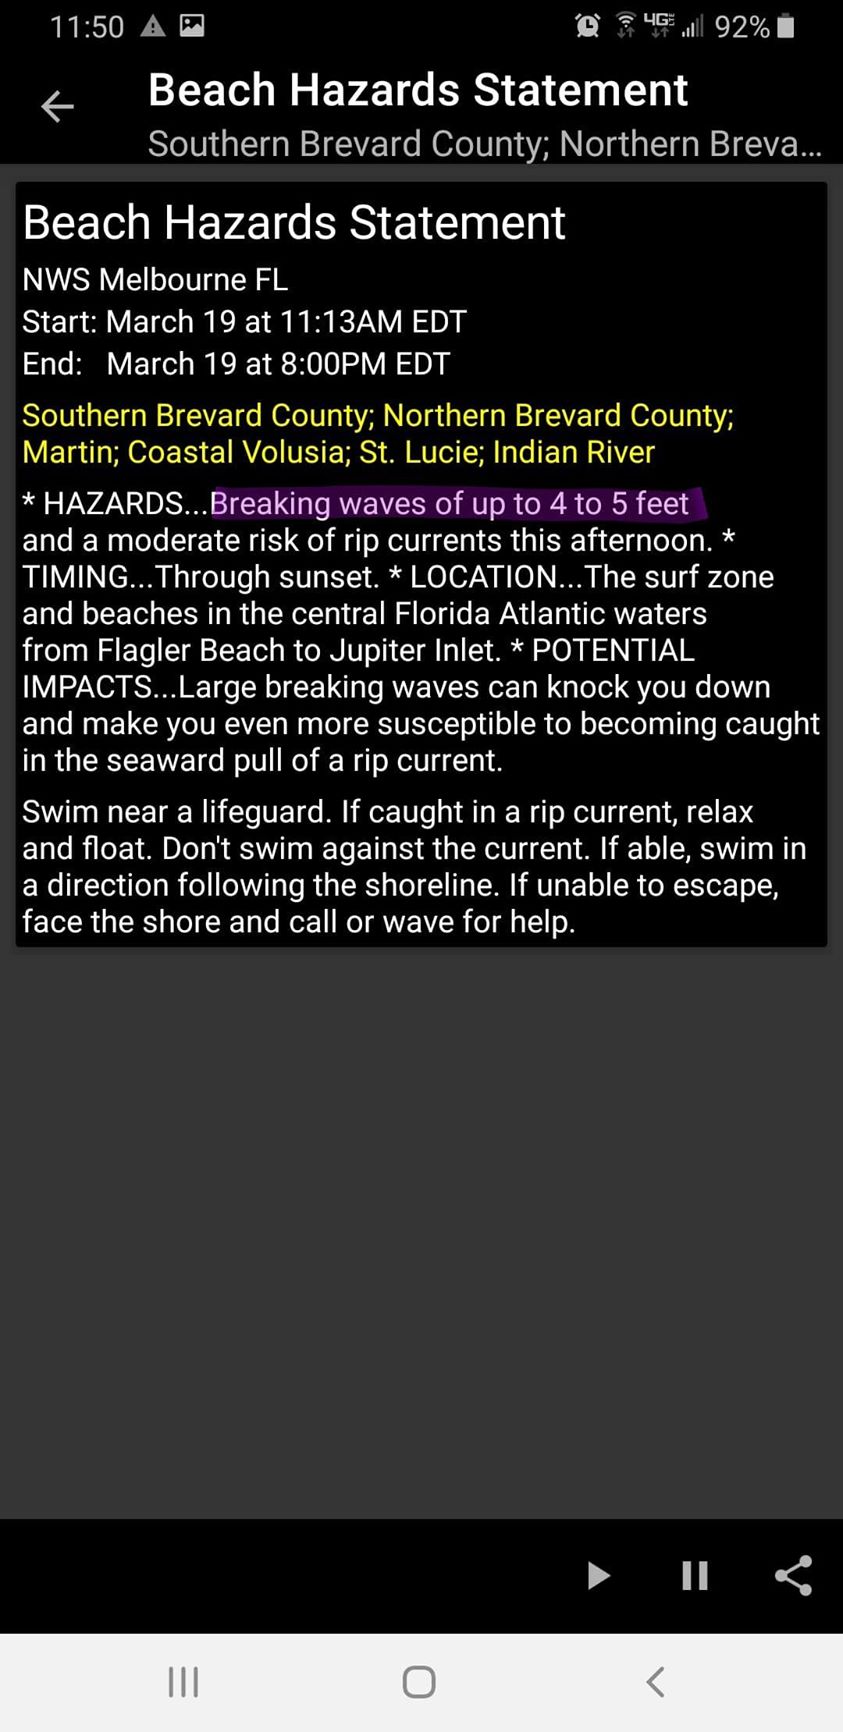 11:50
4G LTE
92%
Beach Hazards Statement
Southern Brevard County; Northern Breva...
Beach Hazards Statement
NWS Melbourne FL
Start: March 19 at 11:13AM EDT
End: March 19 at 8:00PM EDT
Southern Brevard County; Northern Brevard County;
Martin; Coastal Volusia; St. Lucie; Indian River
* HAZARDS...Breaking waves of up to 4 to 5 feet
and a moderate risk of rip currents this afternoon. *
TIMING...Through sunset. * LOCATION...The surf zone
and beaches in the central Florida Atlantic waters
from Flagler Beach to Jupiter Inlet. * POTENTIAL
IMPACTS...Large breaking waves can knock you down
and make you even more susceptible to becoming caught
in the seaward pull of a rip current.
Swim near a lifeguard. If caught in a rip current, relax
and float. Don't swim against the current. If able, swim in
a direction following the shoreline. If unable to escape,
face the shore and call or wave for help.